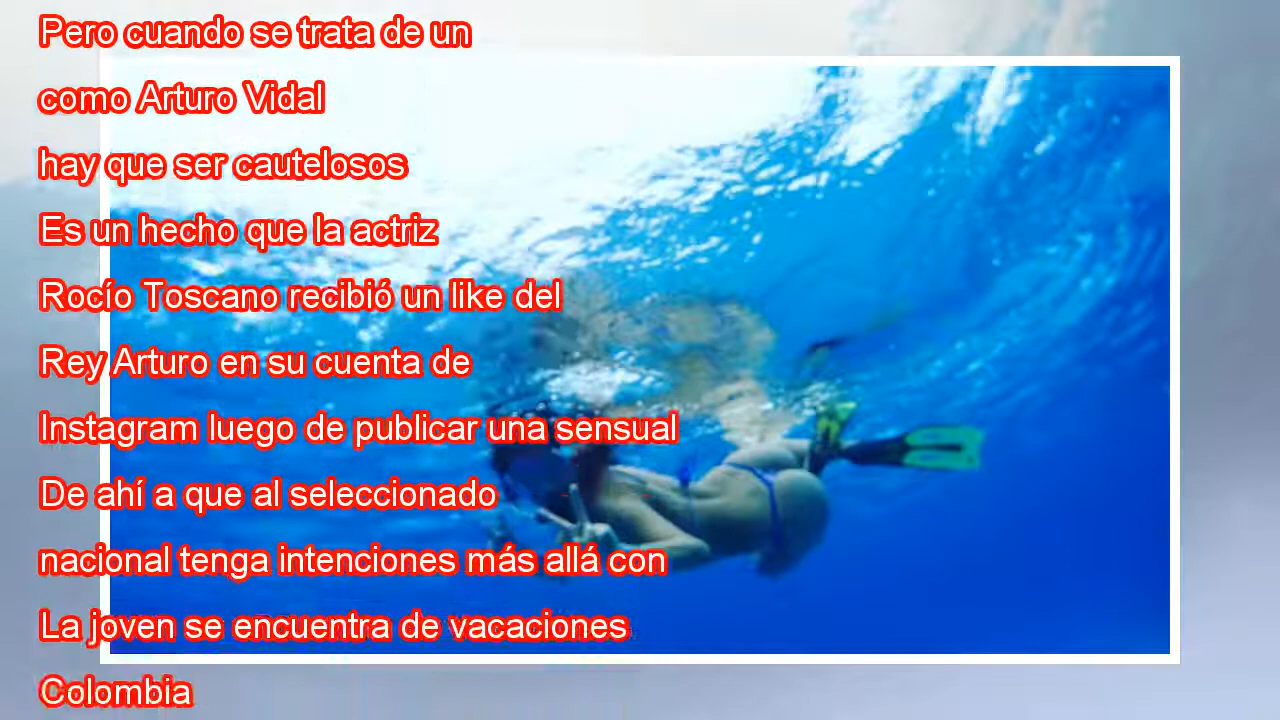 Pero cuando se trata de un
como Arturo Vidal
hay que ser cautelosos
Es un hecho que la actriz
Rocío Toscano recibió un like del
Rey Arturo en su cuenta de
Instagram luego de publicar una sensual
De ahí a que al seleccionado
nacional tenga intenciones más allá con
La joven se encuentra de vacaciones
Colombia